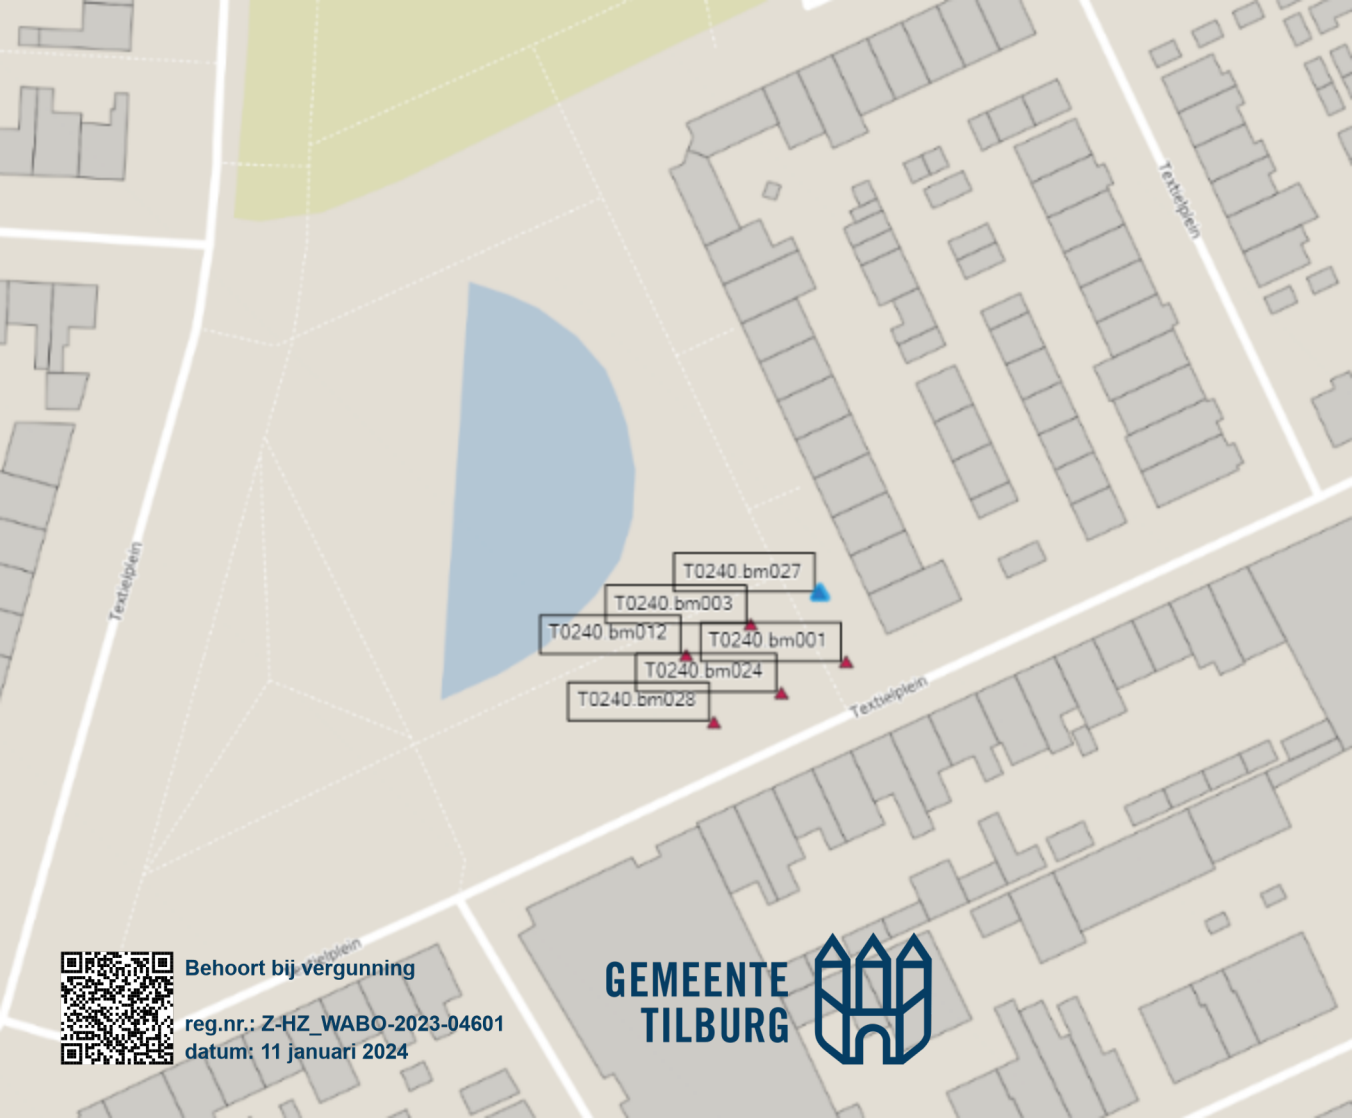 Textielplein
Textielplein
T0240.bm027
T0240.bm003
T0240 bm012
T0240 bm001
T0240.bm024
T0240.bm028
Textielplein
Textielplein
Behoort bij vergunning
reg.nr.: Z-HZ_WABO-2023-04601
datum: 11 januari 2024
GEMEENTE
TILBURG